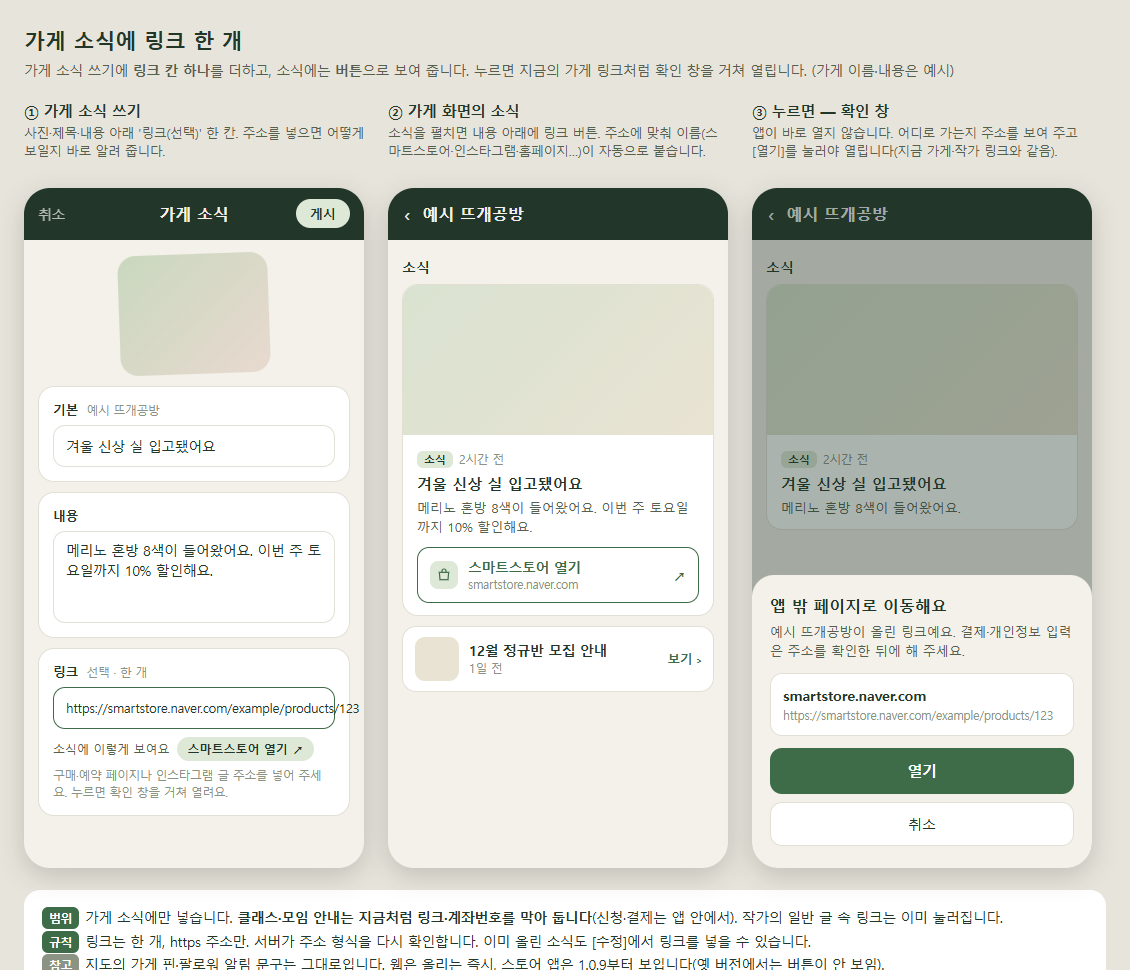 가게 소식에 링크 한 개
가게 소식 쓰기에 링크 칸 하나를 더하고, 소식에는 버튼으로 보여 줍니다. 누르면 지금의 가게 링크처럼 확인 창을 거쳐 열립니다. (가게 이름·내용은 예시)
① 가게 소식 쓰기
사진·제목·내용 아래 '링크(선택)' 한 칸. 주소를 넣으면 어떻게
보일지 바로 알려 줍니다.
취소
가게 소식
게시
기본 예시 뜨개공방
겨울 신상 실 입고됐어요
내용
메리노 혼방 8색이 들어왔어요. 이번 주 토
요일까지 10% 할인해요.
링크 선택 · 한 개
https://smartstore.naver.com/example/products/123
소식에 이렇게 보여요 스마트스토어 열기 ↗
구매·예약 페이지나 인스타그램 글 주소를 넣어 주세
요. 누르면 확인 창을 거쳐 열려요.
② 가게 화면의 소식
소식을 펼치면 내용 아래에 링크 버튼. 주소에 맞춰 이름(스
마트스토어·인스타그램·홈페이지…)이 자동으로 붙습니다.
‹ 예시 뜨개공방
소식
소식 2시간 전
겨울 신상 실 입고됐어요
메리노 혼방 8색이 들어왔어요. 이번 주 토요일
까지 10% 할인해요.
스마트스토어 열기
smartstore.naver.com
↗
12월 정규반 모집 안내
1일 전
보기 ›
③ 누르면 — 확인 창
앱이 바로 열지 않습니다. 어디로 가는지 주소를 보여 주고
[열기]를 눌러야 열립니다(지금 가게·작가 링크와 같음).
‹ 예시 뜨개공방
소식
소식 2시간 전
겨울 신상 실 입고됐어요
메리노 혼방 8색이 들어왔어요.
앱 밖 페이지로 이동해요
예시 뜨개공방이 올린 링크예요. 결제·개인정보 입력
은 주소를 확인한 뒤에 해 주세요.
smartstore.naver.com
https://smartstore.naver.com/example/products/123
열기
취소
범위 가게 소식에만 넣습니다. 클래스·모임 안내는 지금처럼 링크·계좌번호를 막아 둡니다(신청·결제는 앱 안에서). 작가의 일반 글 속 링크는 이미 눌러집니다.
규칙 링크는 한 개, https 주소만. 서버가 주소 형식을 다시 확인합니다. 이미 올린 소식도 [수정]에서 링크를 넣을 수 있습니다.
참고 지도의 가게 핀·팔로워 알림 문구는 그대로입니다. 웹은 올리는 즉시, 스토어 앱은 1.0.9부터 보입니다(옛 버전에서는 버튼이 안 보임).